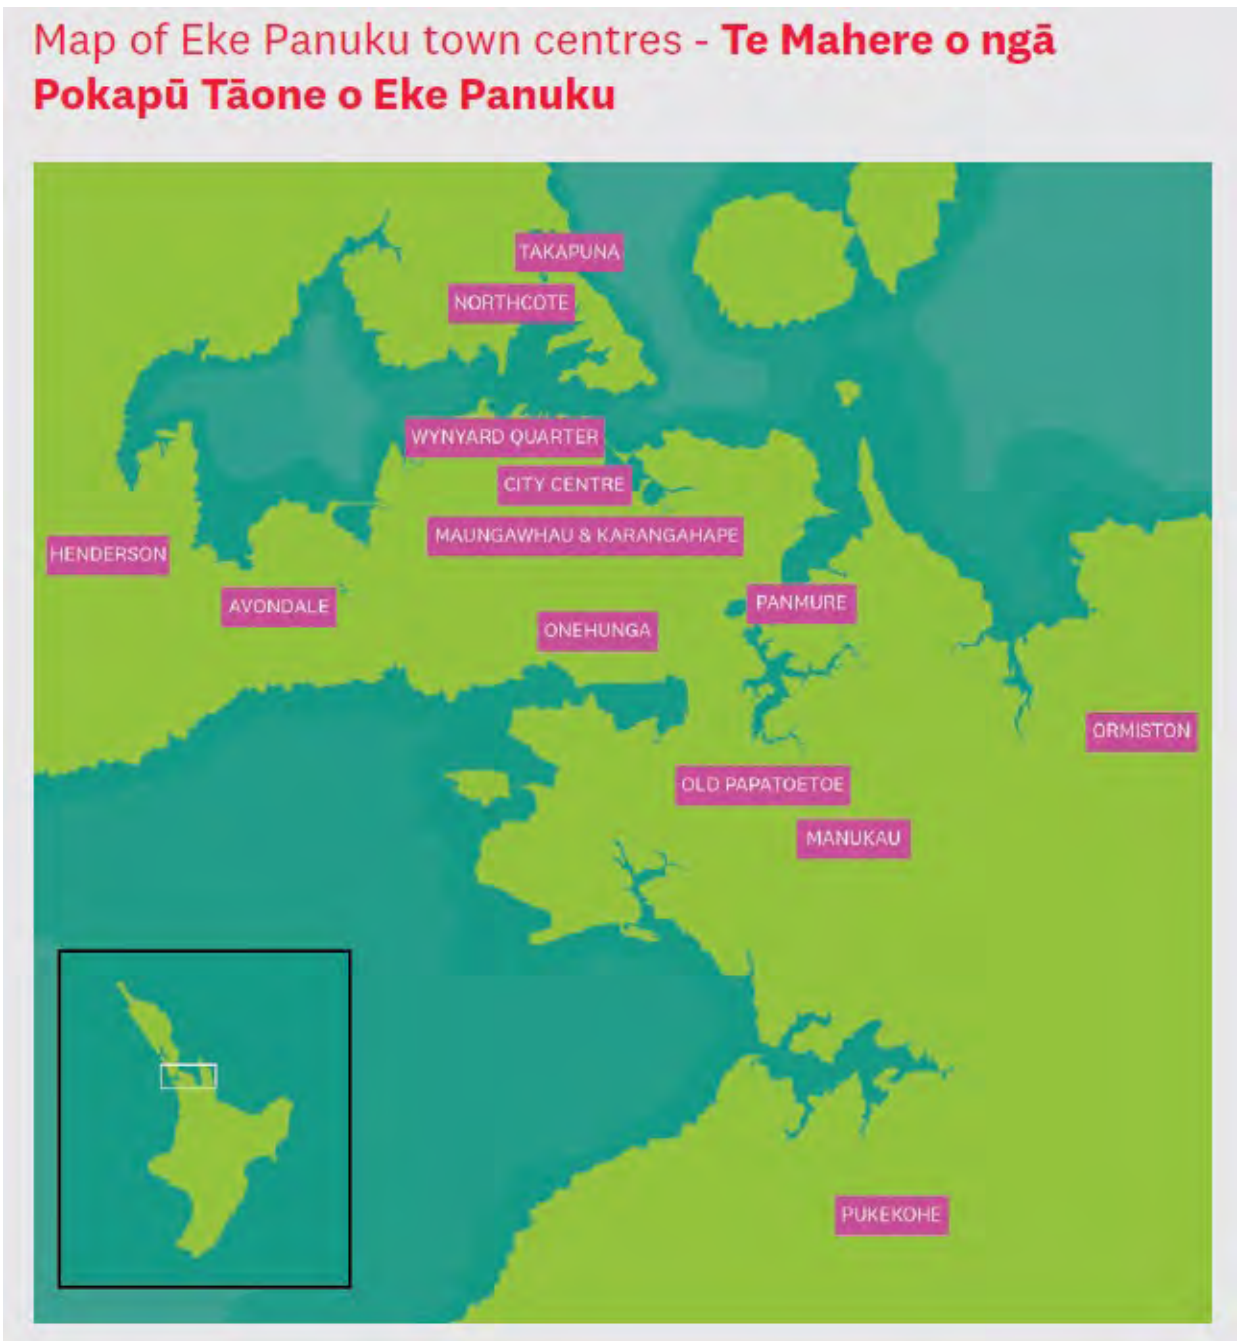 Map of Eke Panuku town centres - Te Mahere o ngā
Pokapū Tāone o Eke Panuku
TAKAPUNA
NORTHCOTE
WYNYARD QUARTER
CITY CENTRE
MAUNGAWHAU & KARANGAHAPE
HENDERSON
AVONDALE
PANMURE
ONEHUNGA
ORMISTON
OLD PAPATOETOE
MANUKAU
PUKEKOHE